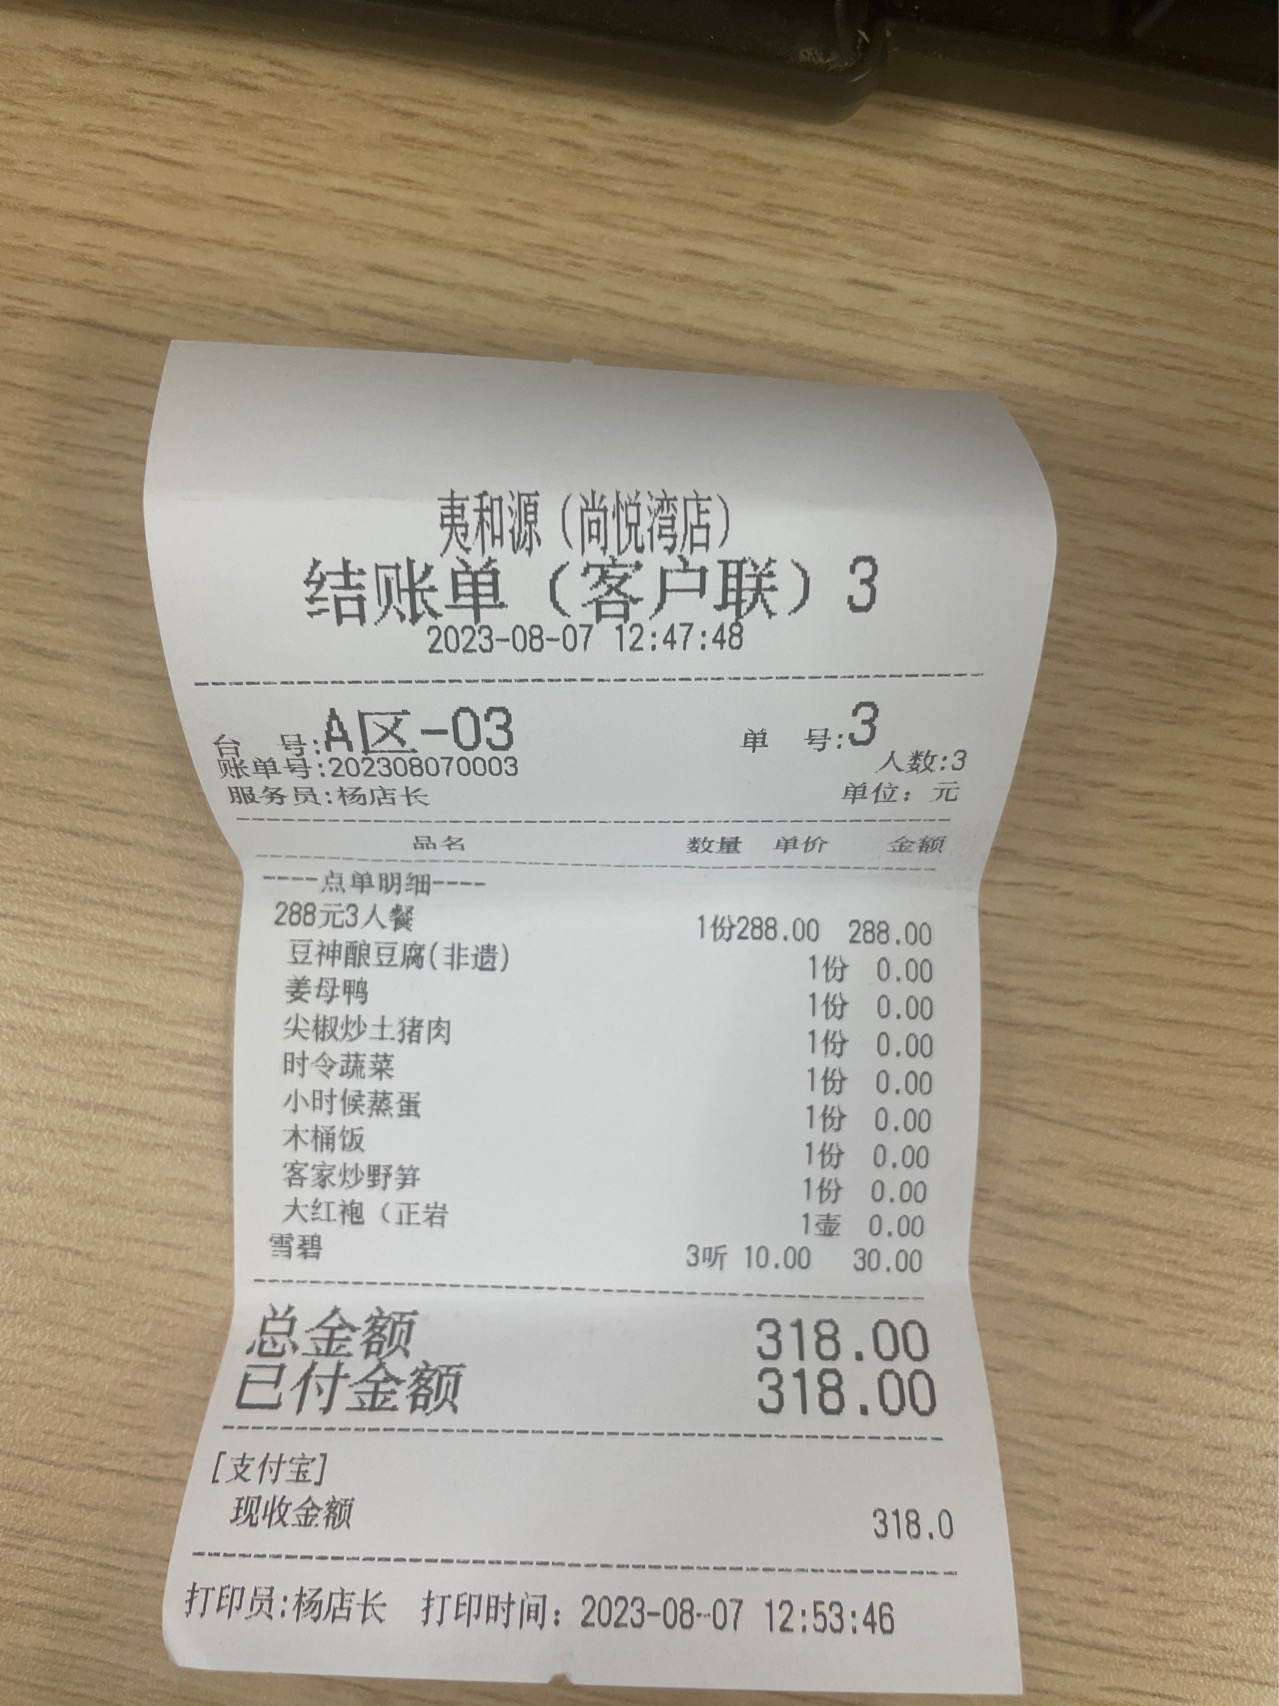 夷和源（尚悦湾店）
结账单（客户联）3
2023-08-07 12:47:48
台 号:A区-03 单 号:3
账单号:202308070003 人数:3
服务员:杨店长 单位：元
品名 数量 单价 金额
----点单明细----
288元3人餐 1份288.00 288.00
豆神酿豆腐(非遗) 1份 0.00
姜母鸭 1份 0.00
尖椒炒土猪肉 1份 0.00
时令蔬菜 1份 0.00
小时候蒸蛋 1份 0.00
木桶饭 1份 0.00
客家炒野笋 1份 0.00
大红袍（正岩 1壶 0.00
雪碧 3听 10.00 30.00
总金额 318.00
已付金额 318.00
[支付宝]
现收金额 318.0
打印员:杨店长 打印时间：2023-08-07 12:53:46